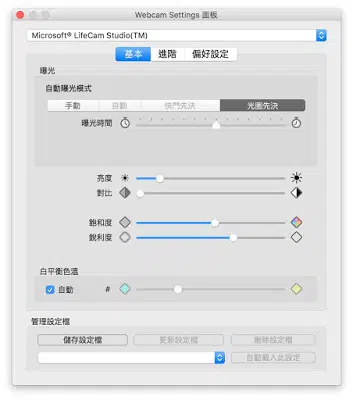 Webcam Settings 面板
Microsoft® LifeCam Studio(TM)
基本 進階 偏好設定
曝光
自動曝光模式
手動 自動 快門先決 光圈先決
曝光時間
亮度
對比
飽和度
銳利度
白平衡色溫
自動 #
管理設定檔
儲存設定檔 更新設定檔 刪除設定檔
自動載入此設定